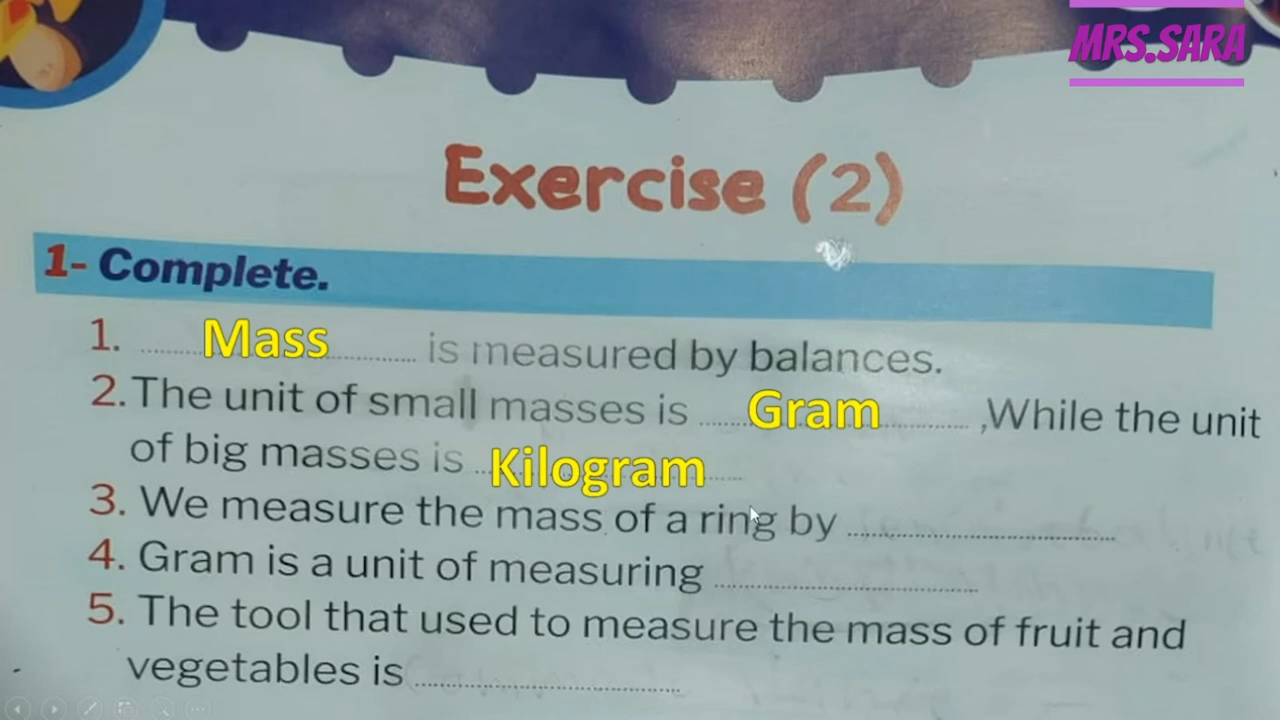 MRS.SARA
Exercise (2)
1- Complete.
1. ........Mass........ is measured by balances.
2. The unit of small masses is ......Gram......... ,While the unit
of big masses is ..Kilogram....
3. We measure the mass of a ring by ..............................
4. Gram is a unit of measuring ..............................
5. The tool that used to measure the mass of fruit and
vegetables is ..............................